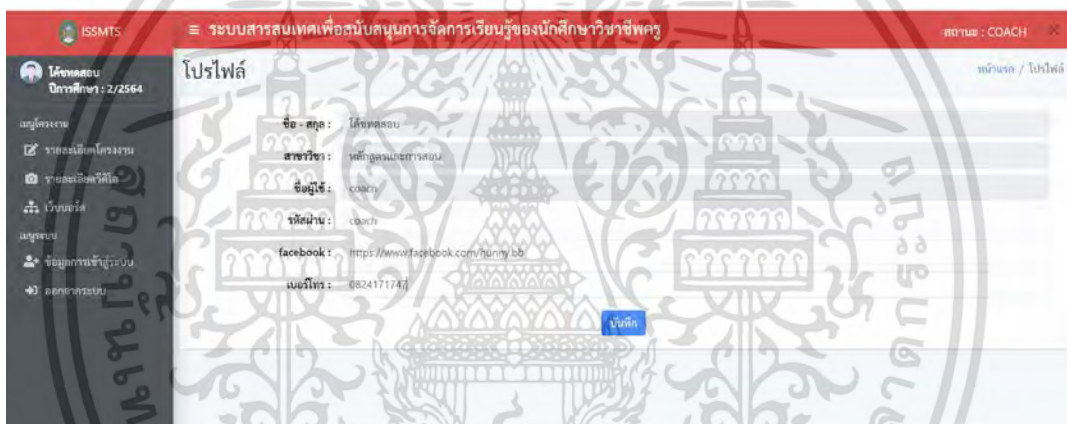 ISSMTS
≡ ระบบสารสนเทศเพื่อสนับสนุนการจัดการเรียนรู้ของนักศึกษาวิชาชีพครู
สถานะ : COACH
โค้ชทดสอบ
ปีการศึกษา : 2/2564
เมนูโครงงาน
รายละเอียดโครงงาน
รายละเอียดวีดีโอ
เว็บบอร์ด
เมนูระบบ
ข้อมูลการเข้าสู่ระบบ
ออกจากระบบ
โปรไฟล์
หน้าแรก / โปรไฟล์
ชื่อ - สกุล : โค้ชทดสอบ
สาขาวิชา : หลักสูตรและการสอน
ชื่อผู้ใช้ : coach
รหัสผ่าน : coach
facebook : https://www.facebook.com/hunny.bb
เบอร์โทร : 0824171747
บันทึก